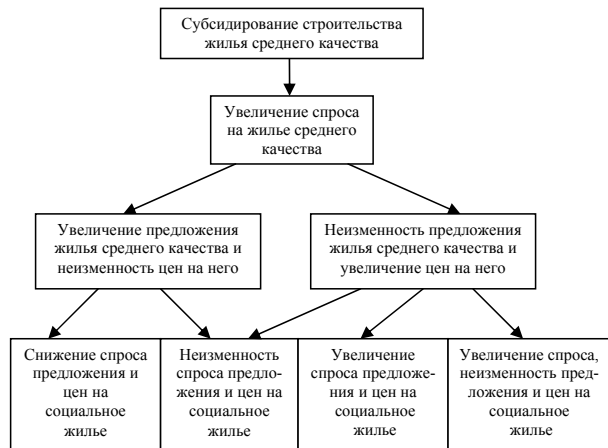 Субсидирование строительства
жилья среднего качества
Увеличение спроса
на жилье среднего
качества
Увеличение предложения
жилья среднего качества и
неизменность цен на него
Неизменность предложения
жилья среднего качества и
увеличение цен на него
Снижение спроса
предложения и
цен на
социальное
жилье
Неизменность
спроса предло-
жения и цен на
социальное
жилье
Увеличение
спроса предложе-
ния и цен на
социальное
жилье
Увеличение спроса,
неизменность пред-
ложения и цен на
социальное жилье